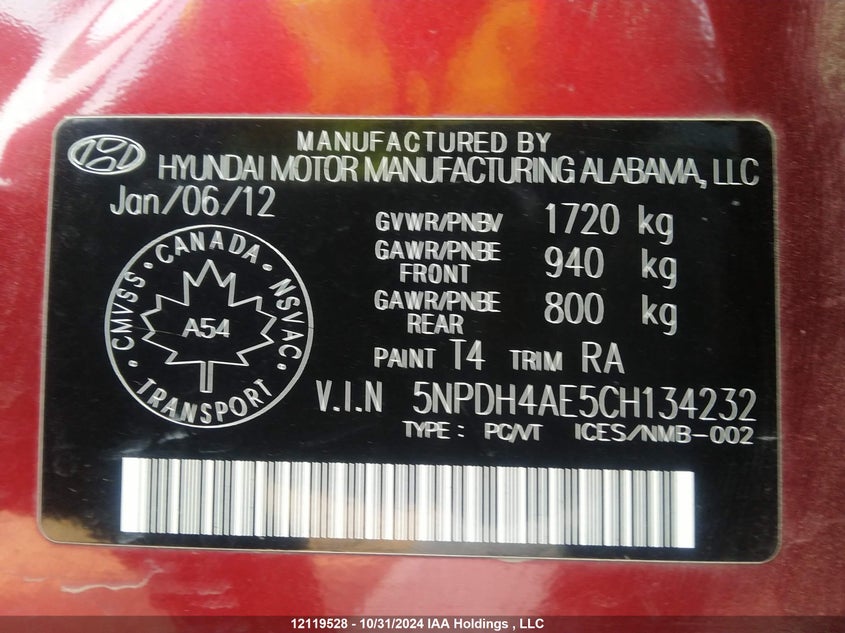 MANUFACTURED BY
HYUNDAI MOTOR MANUFACTURING ALABAMA, LLC
Jan/06/12
GVWR/PNBV 1720 kg
GAWR/PNBE FRONT 940 kg
GAWR/PNBE REAR 800 kg
CANADA · NSVAC · TRANSPORT · CMVSS ·
A54
PAINT T4 TRIM RA
V.I.N 5NPDH4AE5CH134232
TYPE : PC/VT ICES/NMB-002
12119528 - 10/31/2024 IAA Holdings , LLC